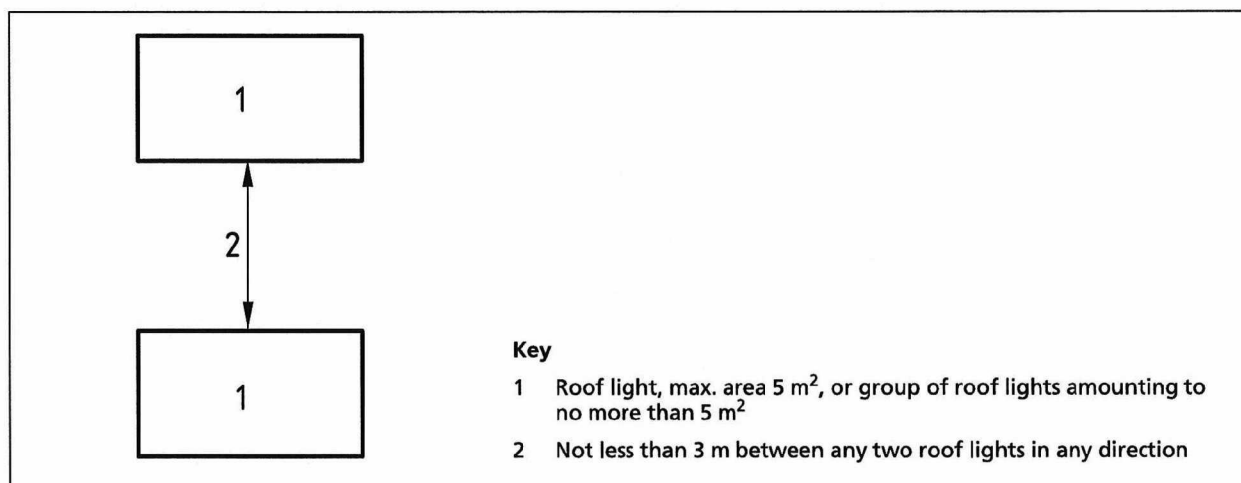 1
2
1
Key
1 Roof light, max. area 5 m², or group of roof lights amounting to
no more than 5 m²
2 Not less than 3 m between any two roof lights in any direction